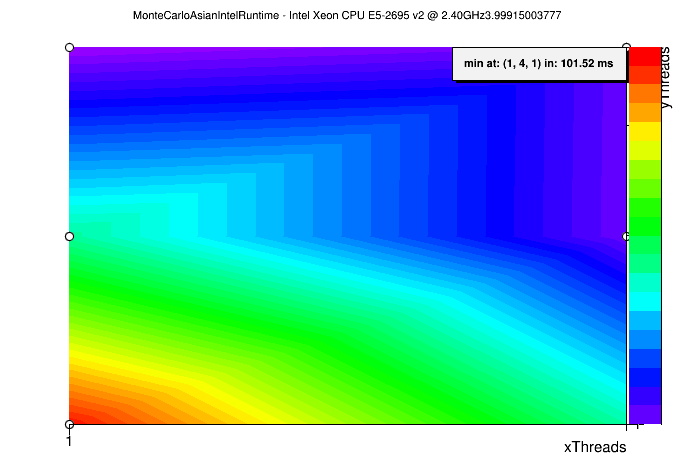 MonteCarloAsianIntelRuntime - Intel Xeon CPU E5-2695 v2 @ 2.40GHz3.99915003777
min at: (1, 4, 1) in: 101.52 ms
yThreads
1
xThreads